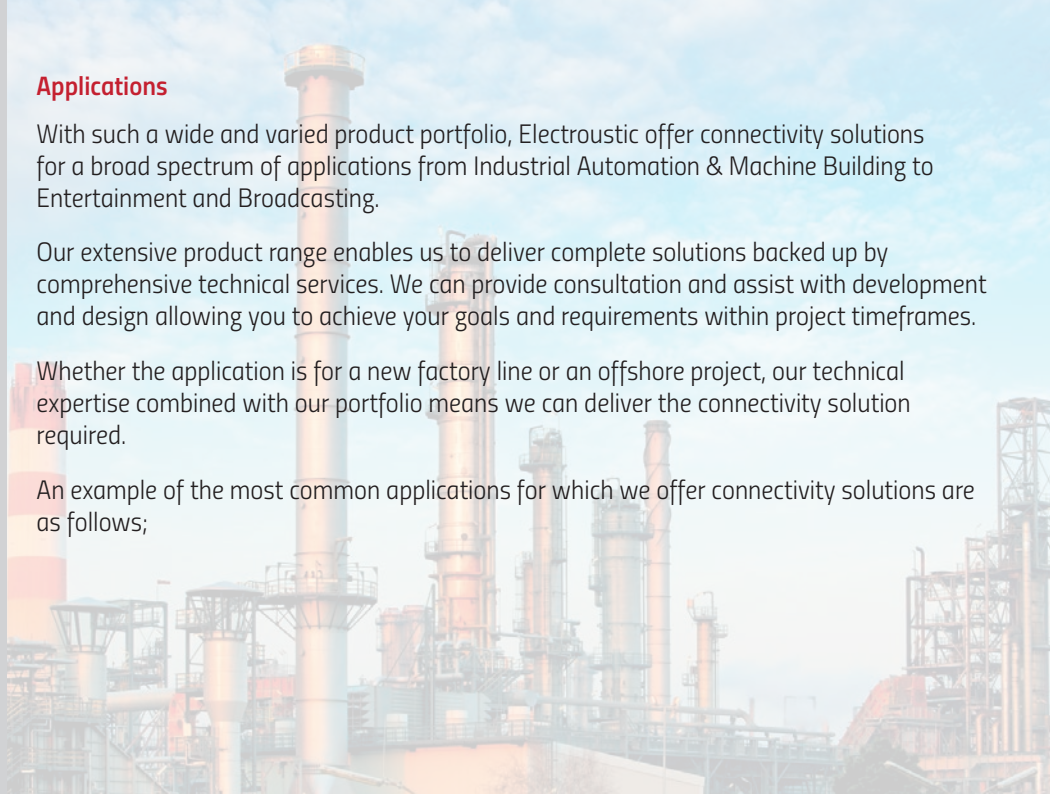 Applications
With such a wide and varied product portfolio, Electroustic offer connectivity solutions
for a broad spectrum of applications from Industrial Automation & Machine Building to
Entertainment and Broadcasting.
Our extensive product range enables us to deliver complete solutions backed up by
comprehensive technical services. We can provide consultation and assist with development
and design allowing you to achieve your goals and requirements within project timeframes.
Whether the application is for a new factory line or an offshore project, our technical
expertise combined with our portfolio means we can deliver the connectivity solution
required.
An example of the most common applications for which we offer connectivity solutions are
as follows;